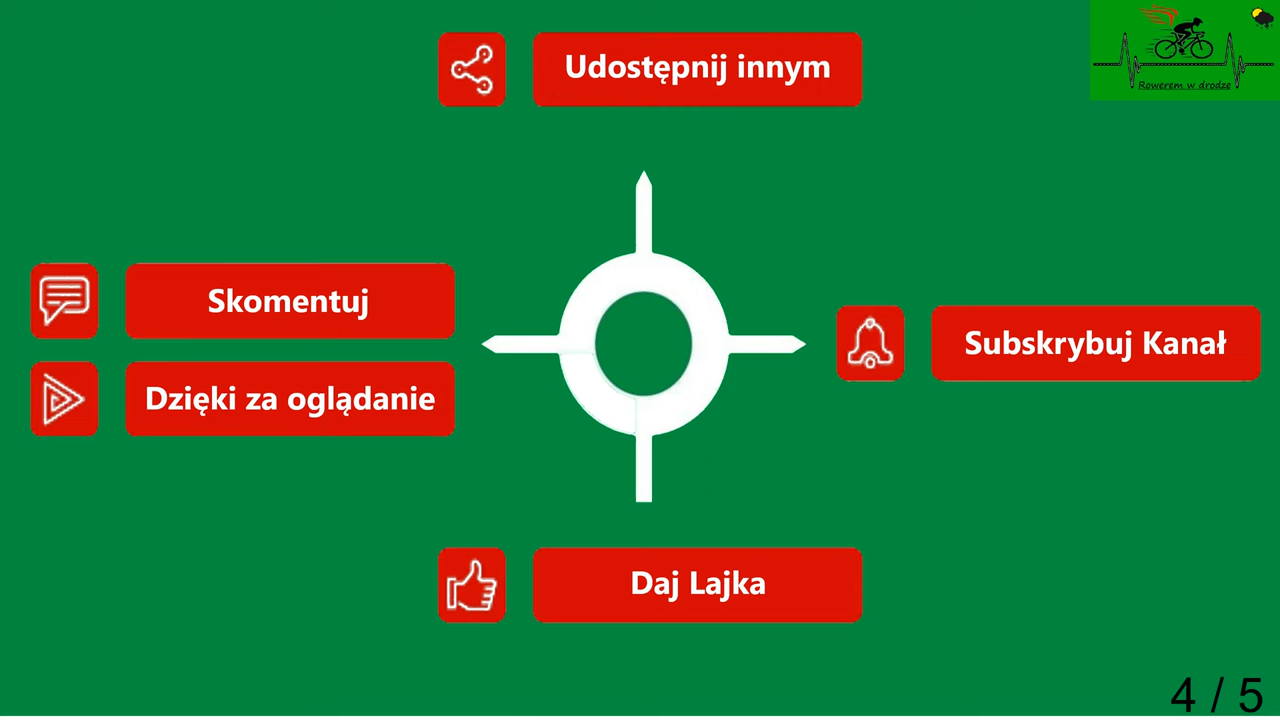 Udostępnij innym
Rowerem w drodze
Skomentuj
Dzięki za oglądanie
Subskrybuj Kanał
Daj Lajka
4 / 5